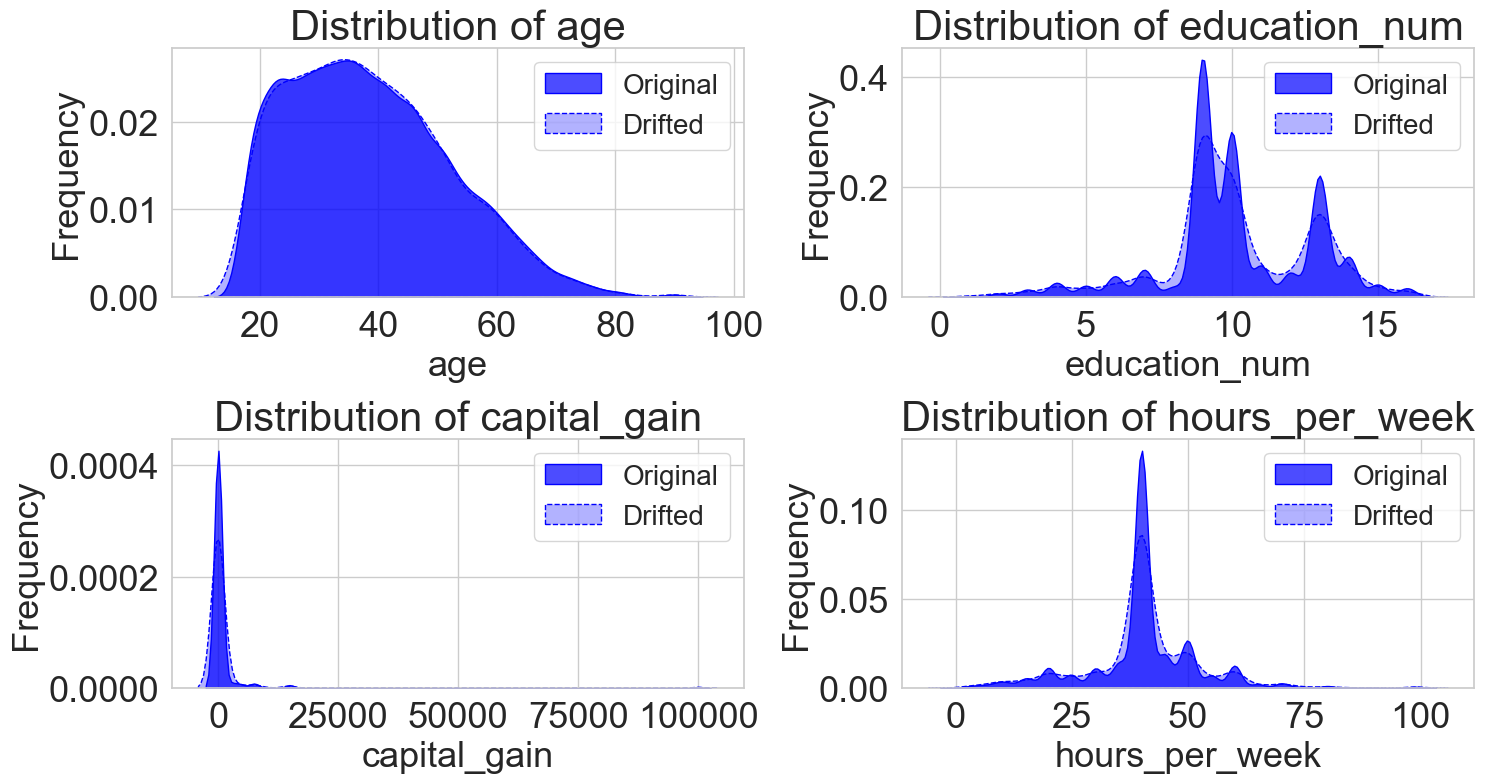 Distribution of age
Frequency
0.02
0.01
0.00
20 40 60 80 100
age
Original
Drifted
Distribution of education_num
Frequency
0.4
0.2
0.0
0 5 10 15
education_num
Original
Drifted
Distribution of capital_gain
Frequency
0.0004
0.0002
0.0000
0 25000 50000 75000 100000
capital_gain
Original
Drifted
Distribution of hours_per_week
Frequency
0.10
0.05
0.00
0 25 50 75 100
hours_per_week
Original
Drifted